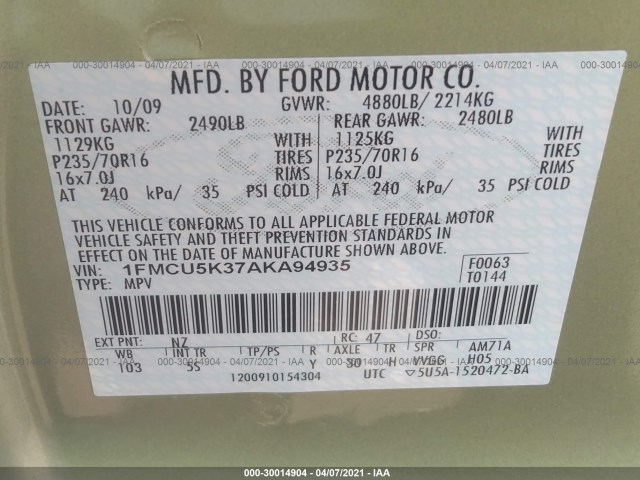 000-30014904 - 04/07/2021 - IAA
MFD. BY FORD MOTOR CO.
DATE: 10/09 GVWR: 4880LB/ 2214KG
FRONT GAWR: 2490LB REAR GAWR: 2480LB
1129KG WITH 1125KG WITH
P235/70R16 TIRES P235/70R16 TIRES
16x7.0J RIMS 16x7.0J RIMS
AT 240 kPa/ 35 PSI COLD AT 240 kPa/ 35 PSI COLD
THIS VEHICLE CONFORMS TO ALL APPLICABLE FEDERAL MOTOR
VEHICLE SAFETY AND THEFT PREVENTION STANDARDS IN
EFFECT ON THE DATE OF MANUFACTURE SHOWN ABOVE.
VIN: 1FMCU5K37AKA94935 F0063
TYPE: MPV T0144
EXT PNT: NZ RC: 47 DSO:
WB INT TR TP/PS R AXLE TR SPR AM71A
103 5S Y 30 H VVGG H05
1200910154304 UTC ▽5U5A-1520472-BA
000-30014904 - 04/07/2021 - IAA